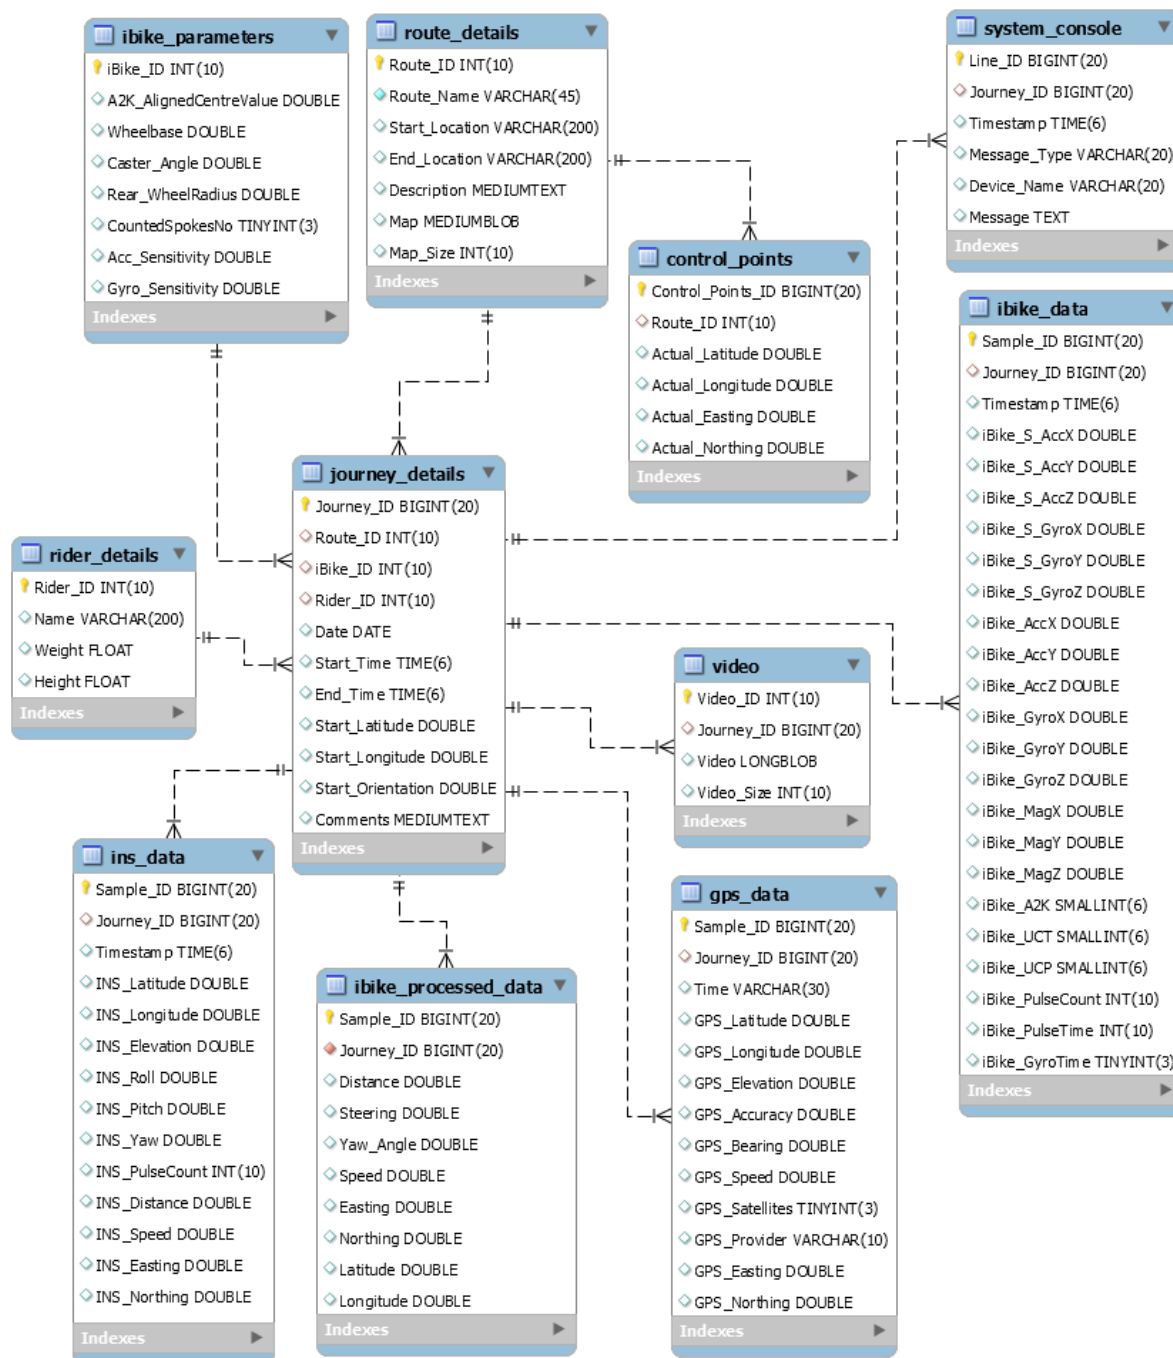 ibike_parameters
iBike_ID INT(10)
A2K_AlignedCentreValue DOUBLE
Wheelbase DOUBLE
Caster_Angle DOUBLE
Rear_WheelRadius DOUBLE
CountedSpokesNo TINYINT(3)
Acc_Sensitivity DOUBLE
Gyro_Sensitivity DOUBLE
Indexes
route_details
Route_ID INT(10)
Route_Name VARCHAR(45)
Start_Location VARCHAR(200)
End_Location VARCHAR(200)
Description MEDIUMTEXT
Map MEDIUMBLOB
Map_Size INT(10)
Indexes
system_console
Line_ID BIGINT(20)
Journey_ID BIGINT(20)
Timestamp TIME(6)
Message_Type VARCHAR(20)
Device_Name VARCHAR(20)
Message TEXT
Indexes
control_points
Control_Points_ID BIGINT(20)
Route_ID INT(10)
Actual_Latitude DOUBLE
Actual_Longitude DOUBLE
Actual_Easting DOUBLE
Actual_Northing DOUBLE
Indexes
ibike_data
Sample_ID BIGINT(20)
Journey_ID BIGINT(20)
Timestamp TIME(6)
iBike_S_AccX DOUBLE
iBike_S_AccY DOUBLE
iBike_S_AccZ DOUBLE
iBike_S_GyroX DOUBLE
iBike_S_GyroY DOUBLE
iBike_S_GyroZ DOUBLE
iBike_AccX DOUBLE
iBike_AccY DOUBLE
iBike_AccZ DOUBLE
iBike_GyroX DOUBLE
iBike_GyroY DOUBLE
iBike_GyroZ DOUBLE
iBike_MagX DOUBLE
iBike_MagY DOUBLE
iBike_MagZ DOUBLE
iBike_A2K SMALLINT(6)
iBike_UCT SMALLINT(6)
iBike_UCP SMALLINT(6)
iBike_PulseCount INT(10)
iBike_PulseTime INT(10)
iBike_GyroTime TINYINT(3)
Indexes
journey_details
Journey_ID BIGINT(20)
Route_ID INT(10)
iBike_ID INT(10)
Rider_ID INT(10)
Date DATE
Start_Time TIME(6)
End_Time TIME(6)
Start_Latitude DOUBLE
Start_Longitude DOUBLE
Start_Orientation DOUBLE
Comments MEDIUMTEXT
Indexes
rider_details
Rider_ID INT(10)
Name VARCHAR(200)
Weight FLOAT
Height FLOAT
Indexes
video
Video_ID INT(10)
Journey_ID BIGINT(20)
Video LONGBLOB
Video_Size INT(10)
Indexes
ins_data
Sample_ID BIGINT(20)
Journey_ID BIGINT(20)
Timestamp TIME(6)
INS_Latitude DOUBLE
INS_Longitude DOUBLE
INS_Elevation DOUBLE
INS_Roll DOUBLE
INS_Pitch DOUBLE
INS_Yaw DOUBLE
INS_PulseCount INT(10)
INS_Distance DOUBLE
INS_Speed DOUBLE
INS_Easting DOUBLE
INS_Northing DOUBLE
Indexes
ibike_processed_data
Sample_ID BIGINT(20)
Journey_ID BIGINT(20)
Distance DOUBLE
Steering DOUBLE
Yaw_Angle DOUBLE
Speed DOUBLE
Easting DOUBLE
Northing DOUBLE
Latitude DOUBLE
Longitude DOUBLE
Indexes
gps_data
Sample_ID BIGINT(20)
Journey_ID BIGINT(20)
Time VARCHAR(30)
GPS_Latitude DOUBLE
GPS_Longitude DOUBLE
GPS_Elevation DOUBLE
GPS_Accuracy DOUBLE
GPS_Bearing DOUBLE
GPS_Speed DOUBLE
GPS_Satellites TINYINT(3)
GPS_Provider VARCHAR(10)
GPS_Easting DOUBLE
GPS_Northing DOUBLE
Indexes